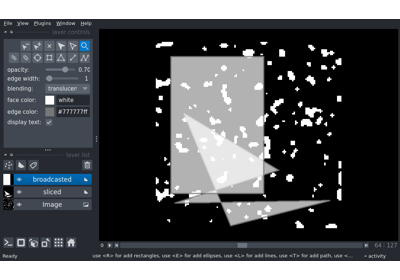 File View Plugins Window Help
layer controls
opacity: 0.70
edge width: 1
blending: translucen
face color: white
edge color: #777777ff
display text:
layer list
broadcasted
sliced
Image
64 127
Ready
use <R> for add rectangles, use <E> for add ellipses, use <L> for add lines, use <T> for add path, use <...
activity